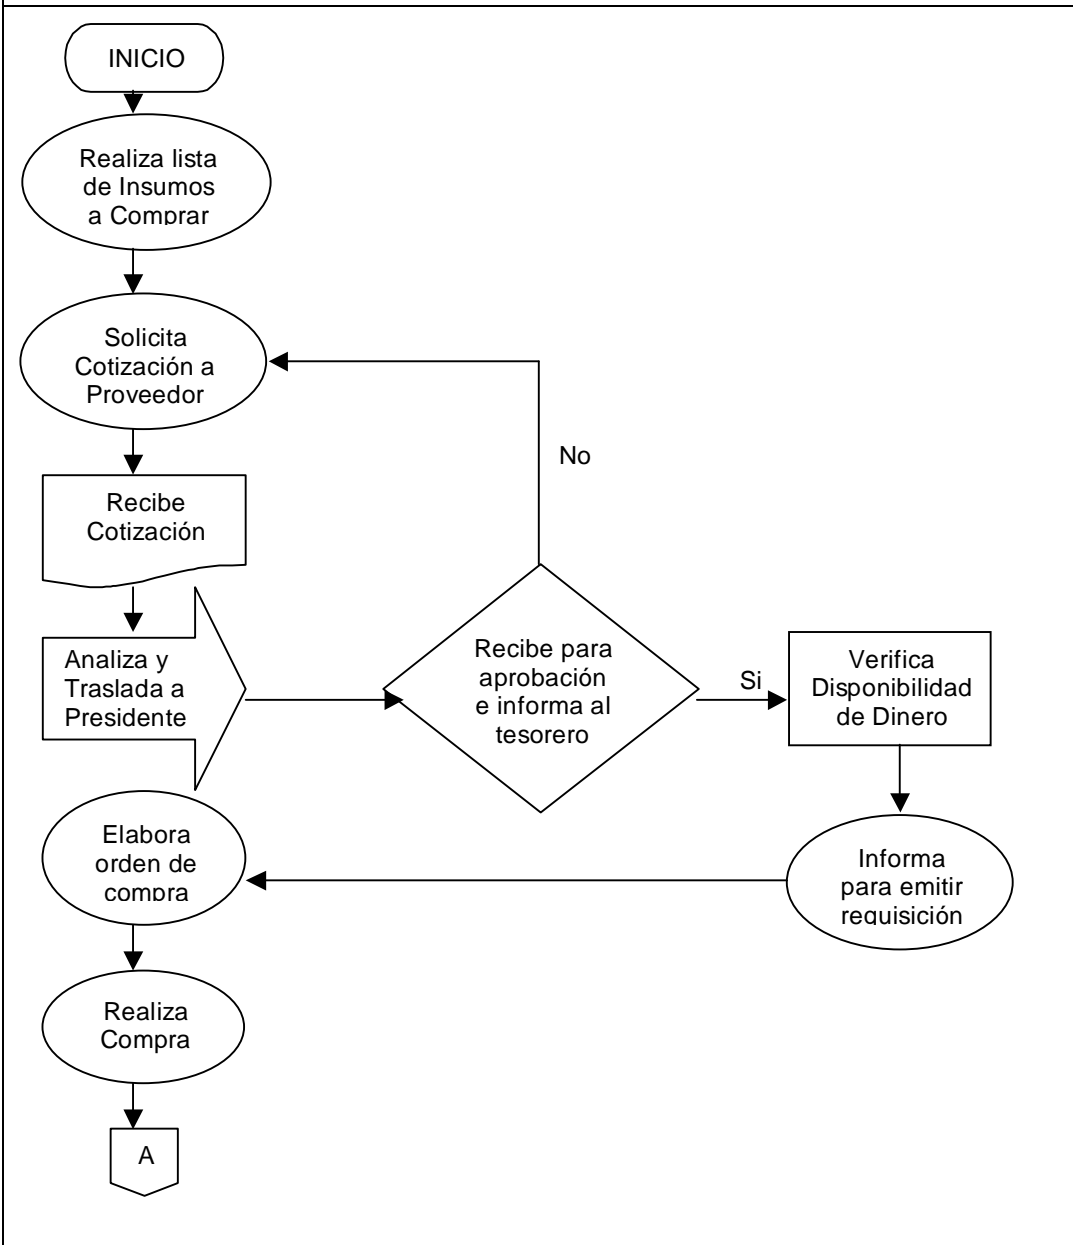 INICIO
Realiza lista
de Insumos
a Comprar
Solicita
Cotización a
Proveedor
No
Recibe
Cotización
Analiza y
Traslada a
Presidente
Recibe para
aprobación
e informa al
tesorero
Si
Verifica
Disponibilidad
de Dinero
Elabora
orden de
compra
Informa
para emitir
requisición
Realiza
Compra
A